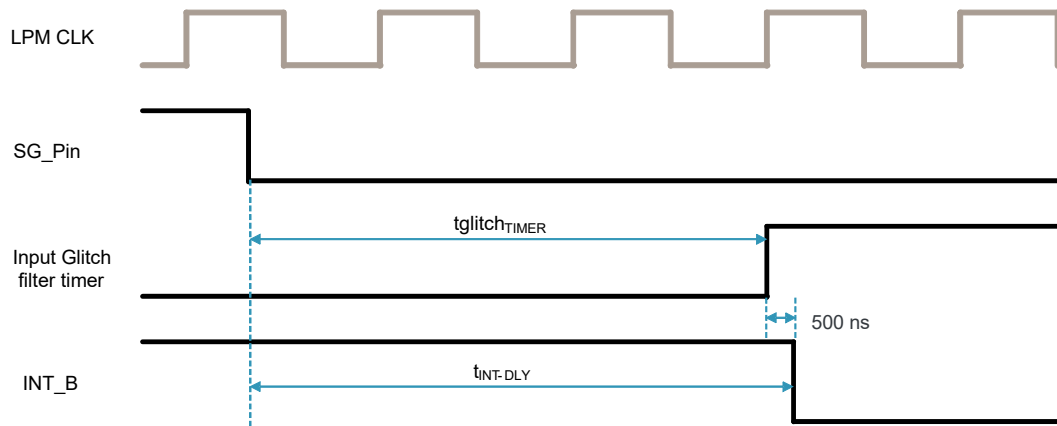 LPM CLK
SG_Pin
tglitchTIMER
Input Glitch
filter timer
500 ns
tINT-DLY
INT_B